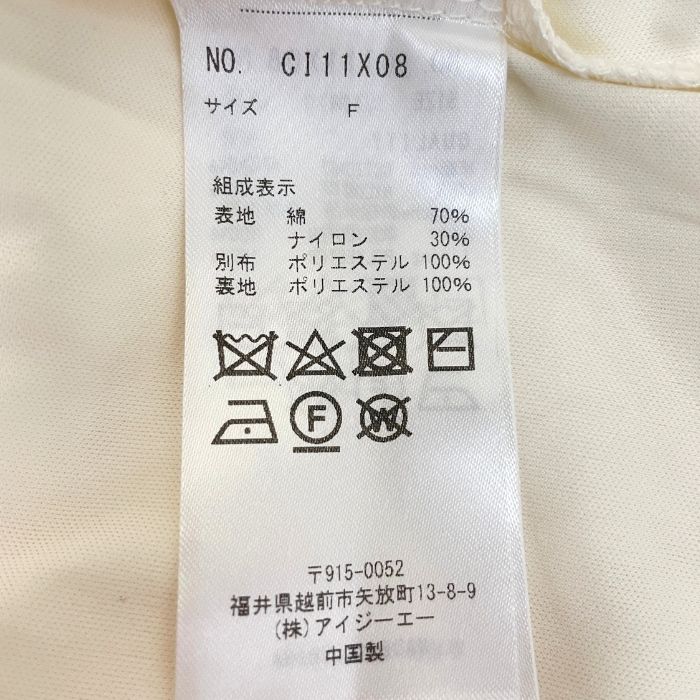 NO. CI11X08
サイズ F
組成表示
表地 綿 70%
ナイロン 30%
別布 ポリエステル 100%
裏地 ポリエステル 100%
F W
〒915-0052
福井県越前市矢放町13-8-9
(株)アイジーエー
中国製